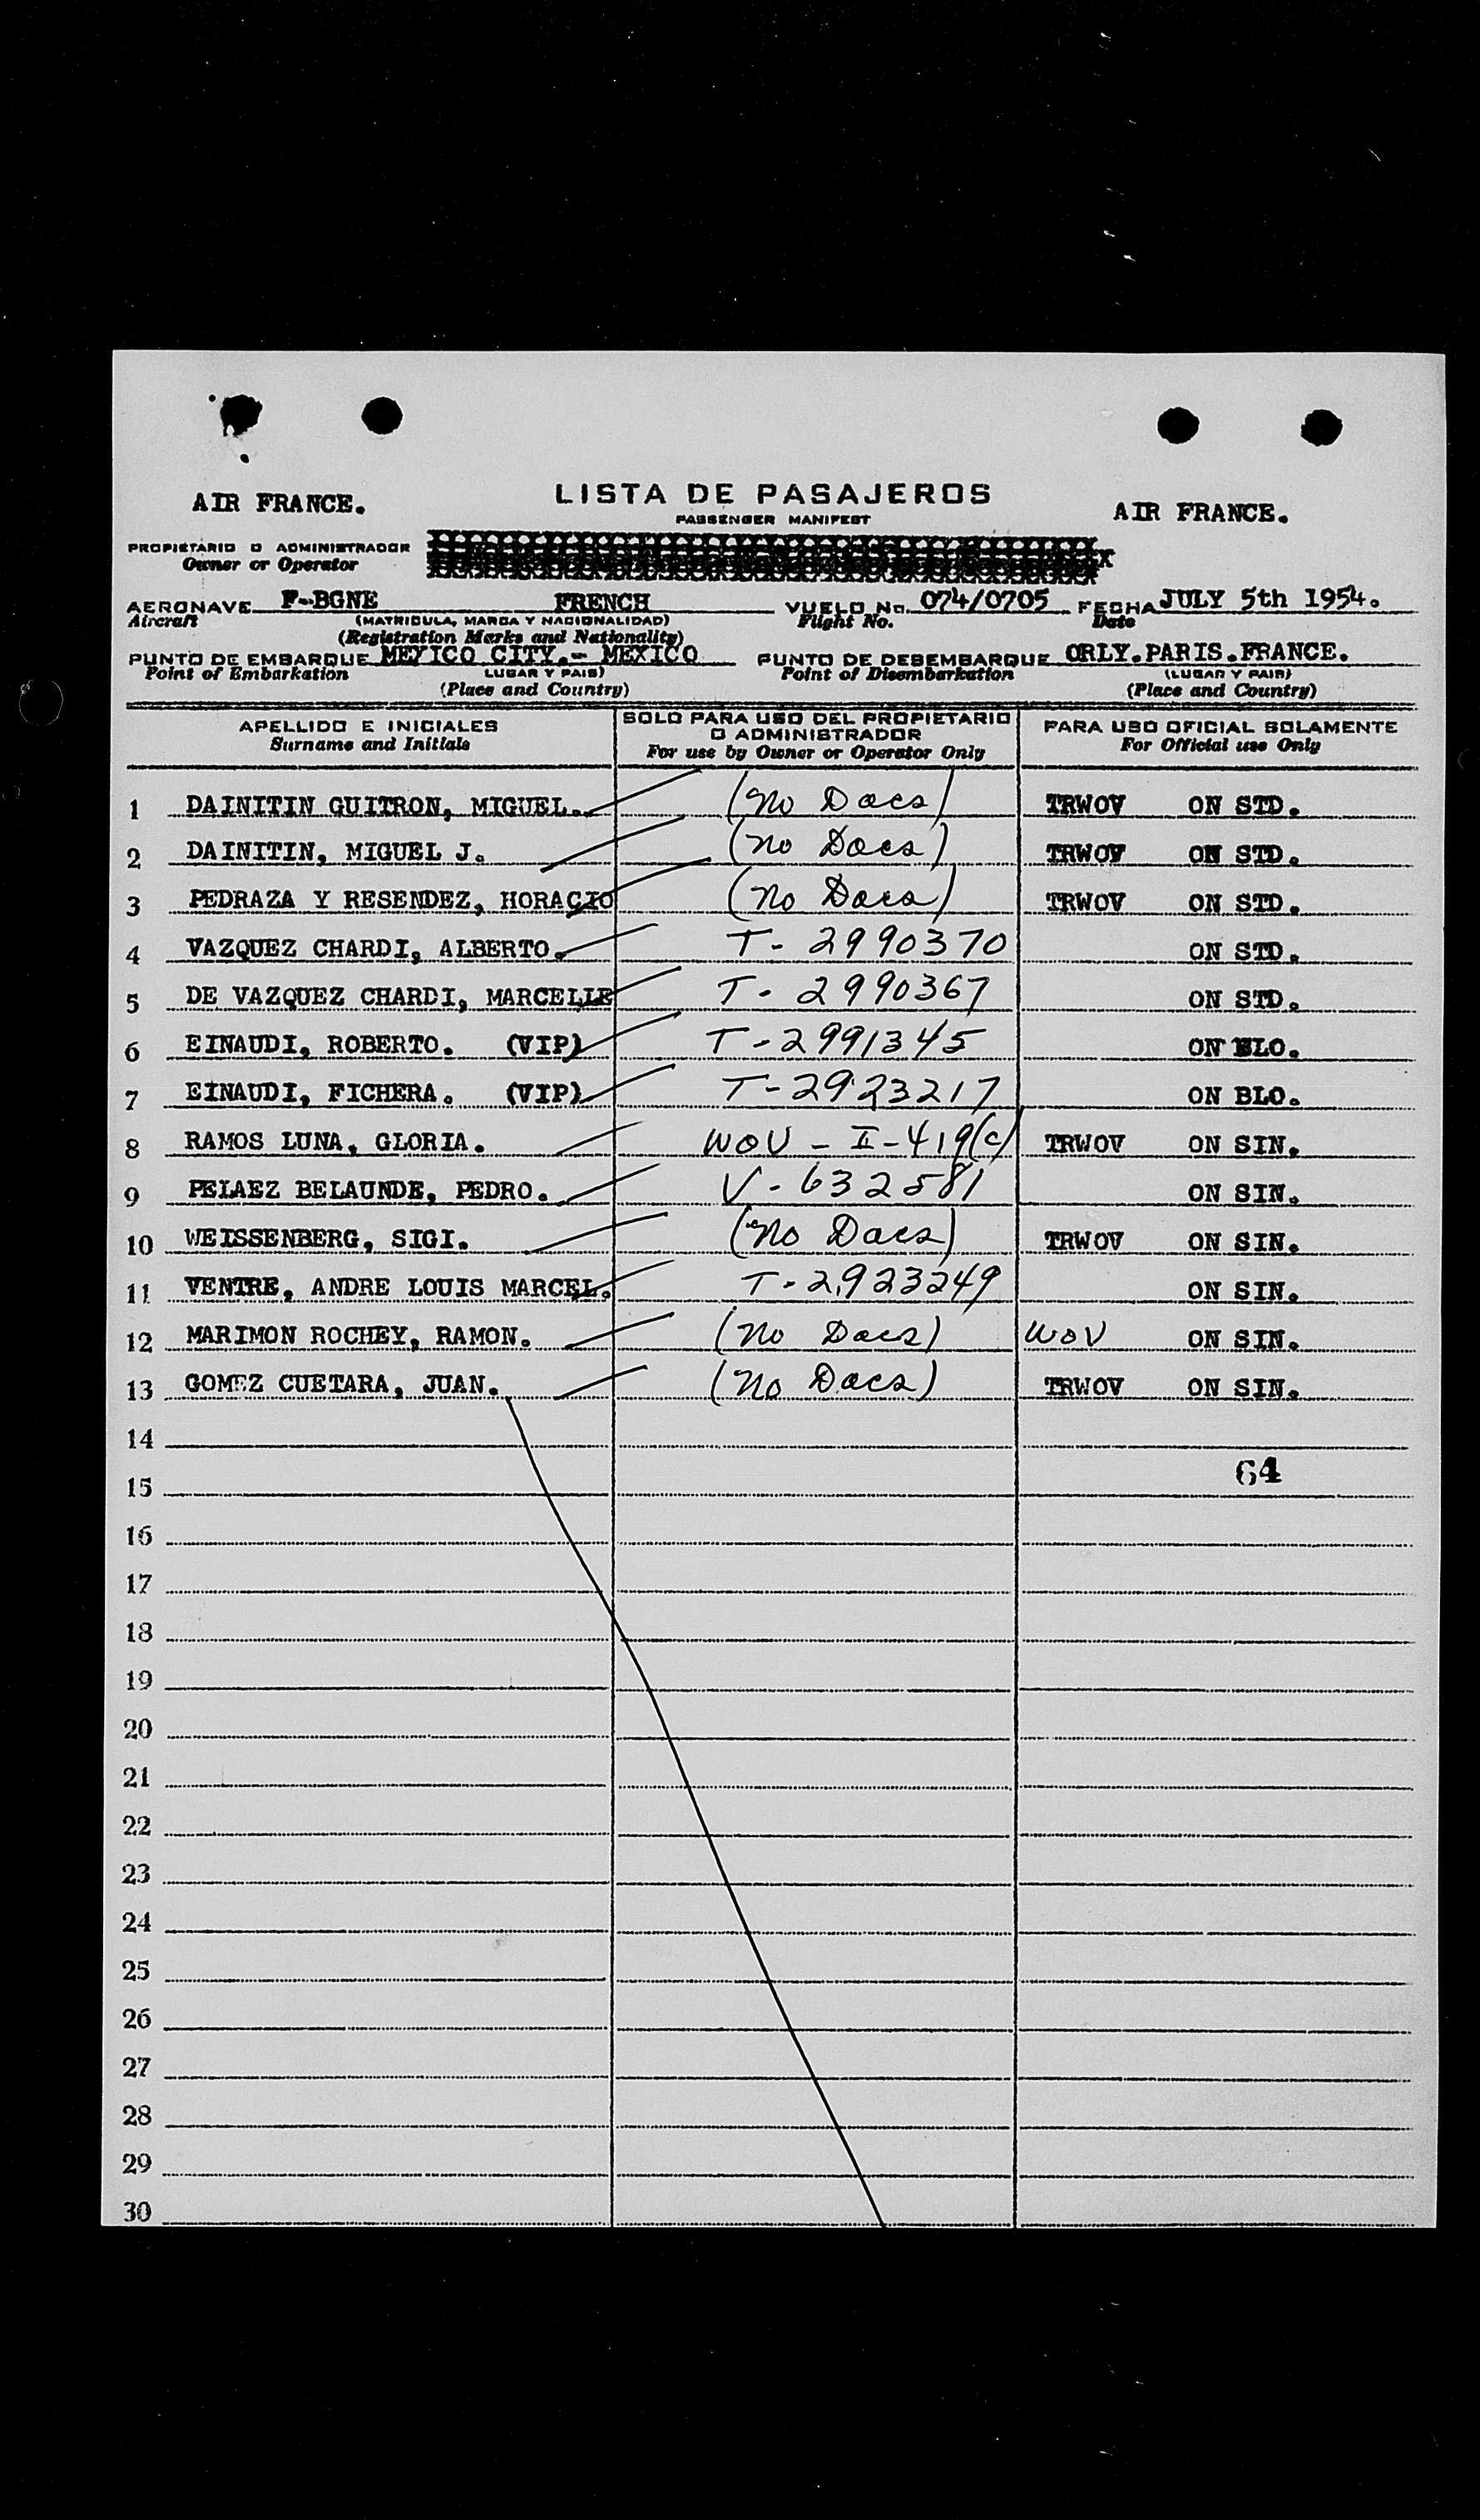 LISTA DE PASAJEROS
AIR FRANCE. PASSENGER MANIFEST AIR FRANCE.
PROPIETARIO O ADMINISTRADOR
Owner or Operator
AERONAVE F-BGNE FRENCH VUELO No. 074/0705 FECHA JULY 5th 1954.
Aircraft (MATRICULA, MARCA Y NACIONALIDAD) Flight No. Date
(Registration Marks and Nationality)
PUNTO DE EMBARQUE MEXICO CITY.- MEXICO PUNTO DE DESEMBARQUE ORLY.PARIS.FRANCE.
Point of Embarkation (LUGAR Y PAIS) Point of Disembarkation (LUGAR Y PAIS)
(Place and Country) (Place and Country)
APELLIDO E INICIALES SOLO PARA USO DEL PROPIETARIO O ADMINISTRADOR PARA USO OFICIAL SOLAMENTE
Surname and Initials For use by Owner or Operator Only For Official use Only
1 DAINITIN GUITRON, MIGUEL. (No Docs) TRWOV ON STD.
2 DAINITIN, MIGUEL J. (No Docs) TRWOV ON STD.
3 PEDRAZA Y RESENDEZ, HORACIO (No Docs) TRWOV ON STD.
4 VAZQUEZ CHARDI, ALBERTO. T- 2990370 ON STD.
5 DE VAZQUEZ CHARDI, MARCELLE T- 2990367 ON STD.
6 EINAUDI, ROBERTO. (VIP) T-2991345 ON BLO.
7 EINAUDI, FICHERA. (VIP) T-2923217 ON BLO.
8 RAMOS LUNA, GLORIA. WOV - II-419(c) TRWOV ON SIN.
9 PELAEZ BELAUNDE, PEDRO. V-632581 ON SIN.
10 WEISSENBERG, SIGI. (No Docs) TRWOV ON SIN.
11 VENTRE, ANDRE LOUIS MARCEL. T-2923249 ON SIN.
12 MARIMON ROCHEY, RAMON. (No Docs) WOV ON SIN.
13 GOMEZ CUETARA, JUAN. (No Docs) TRWOV ON SIN.
14
15 64
16
17
18
19
20
21
22
23
24
25
26
27
28
29
30